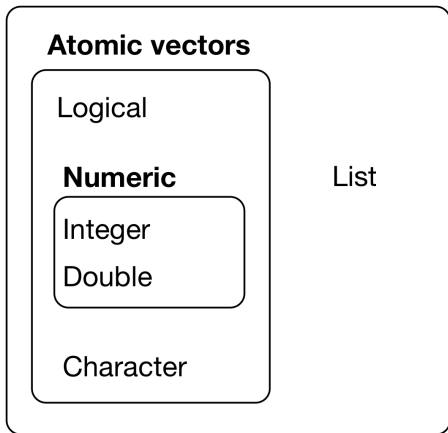 Atomic vectors
Logical
Numeric
Integer
Double
Character
List